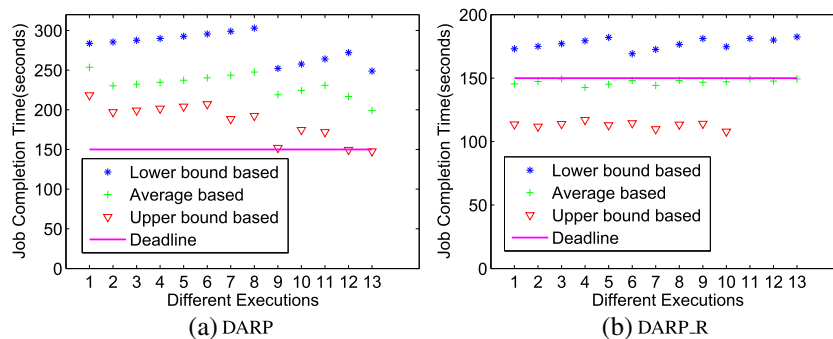 Job Completion Time(seconds)
300
250
200
150
100
50
0
Lower bound based
Average based
Upper bound based
Deadline
1 2 3 4 5 6 7 8 9 10 11 12 13
Different Executions
(a) DARP
Job Completion Time(seconds)
200
150
100
50
0
Lower bound based
Average based
Upper bound based
Deadline
1 2 3 4 5 6 7 8 9 10 11 12 13
Different Executions
(b) DARP_R